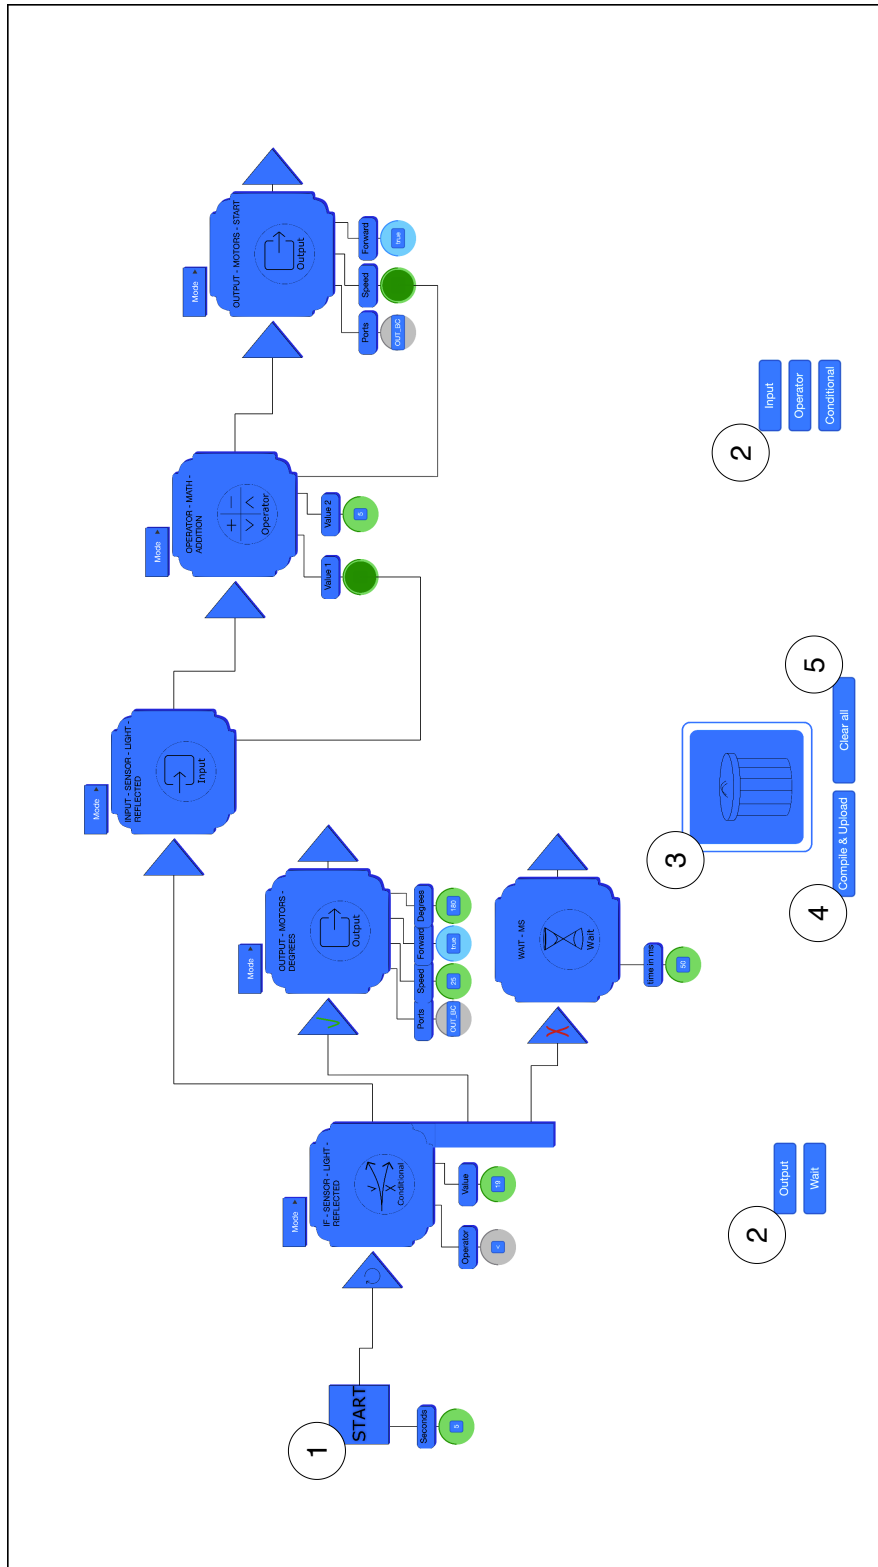 1
START
Seconds
5
Mode
IF - SENSOR - LIGHT -
REFLECTED
Conditional
Operator
<
Value
19
Mode
OUTPUT - MOTORS -
DEGREES
Output
Ports
OUT_BC
Speed
25
Forward
true
Degrees
180
WAIT - MS
Wait
time in ms
50
Mode
INPUT - SENSOR - LIGHT -
REFLECTED
Input
Mode
OPERATOR - MATH -
ADDITION
Operator
Value 1
Value 2
5
Mode
OUTPUT - MOTORS - START
Output
Ports
OUT_BC
Speed
Forward
true
2
Output
Wait
3
4
Compile & Upload
5
Clear all
2
Input
Operator
Conditional